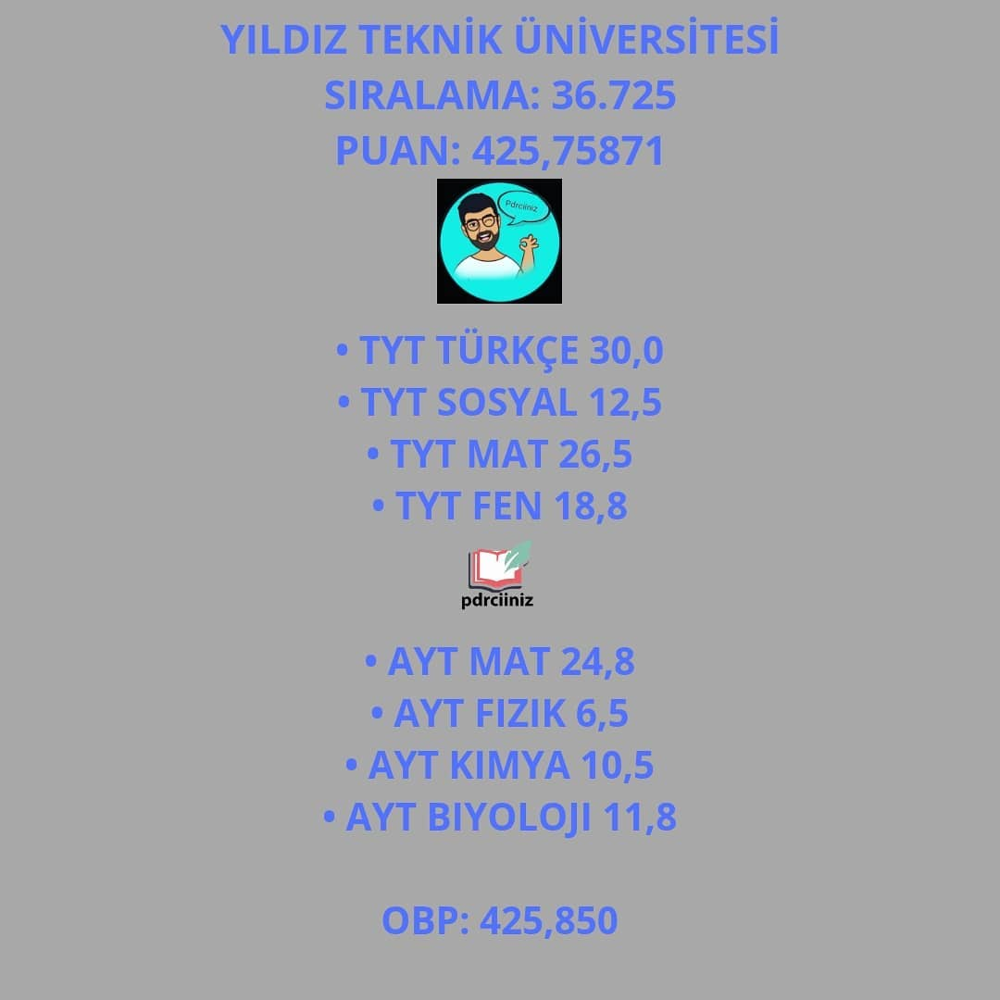 YILDIZ TEKNİK ÜNİVERSİTESİ
SIRALAMA: 36.725
PUAN: 425,75871
Pdrciiniz
• TYT TÜRKÇE 30,0
• TYT SOSYAL 12,5
• TYT MAT 26,5
• TYT FEN 18,8
pdrciiniz
• AYT MAT 24,8
• AYT FIZIK 6,5
• AYT KIMYA 10,5
• AYT BIYOLOJI 11,8
OBP: 425,850